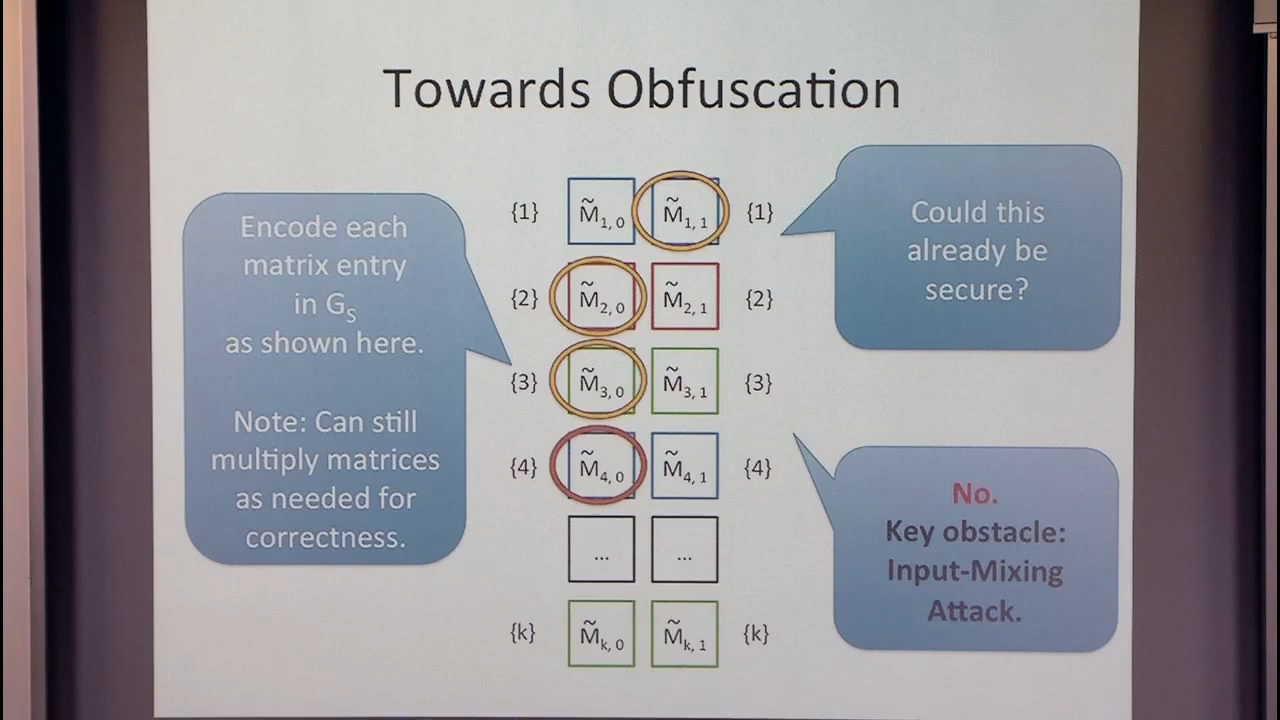 Towards Obfuscation
Encode each
matrix entry
in G_S
as shown here.
Note: Can still
multiply matrices
as needed for
correctness.
{1} M̃_{1, 0} M̃_{1, 1} {1}
{2} M̃_{2, 0} M̃_{2, 1} {2}
{3} M̃_{3, 0} M̃_{3, 1} {3}
{4} M̃_{4, 0} M̃_{4, 1} {4}
... ...
{k} M̃_{k, 0} M̃_{k, 1} {k}
Could this
already be
secure?
No.
Key obstacle:
Input-Mixing
Attack.